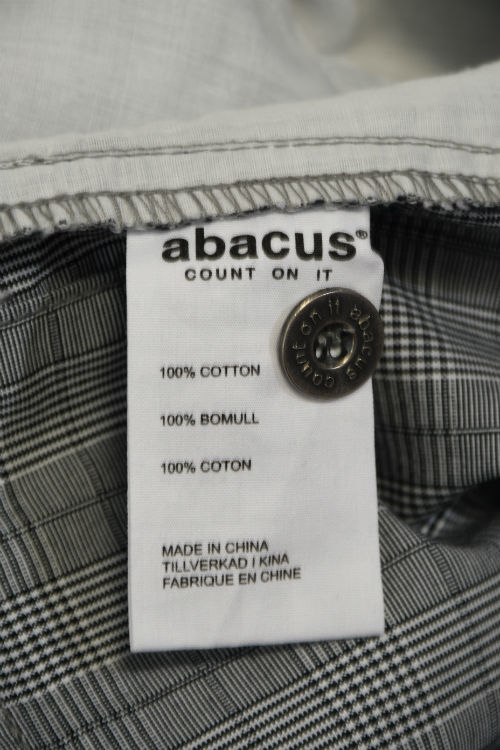 abacus®
COUNT ON IT
count on it abacus
100% COTTON
100% BOMULL
100% COTON
MADE IN CHINA
TILLVERKAD I KINA
FABRIQUE EN CHINE